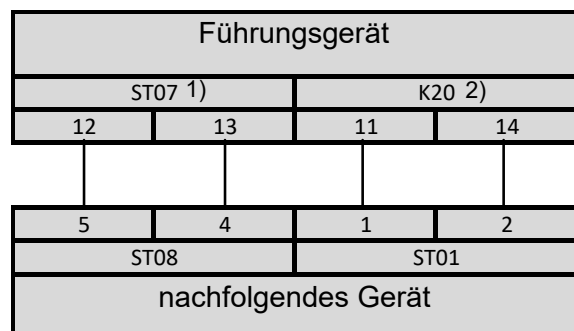 Führungsgerät
ST07 1) K20 2)
12 13 11 14
5 4 1 2
ST08 ST01
nachfolgendes Gerät